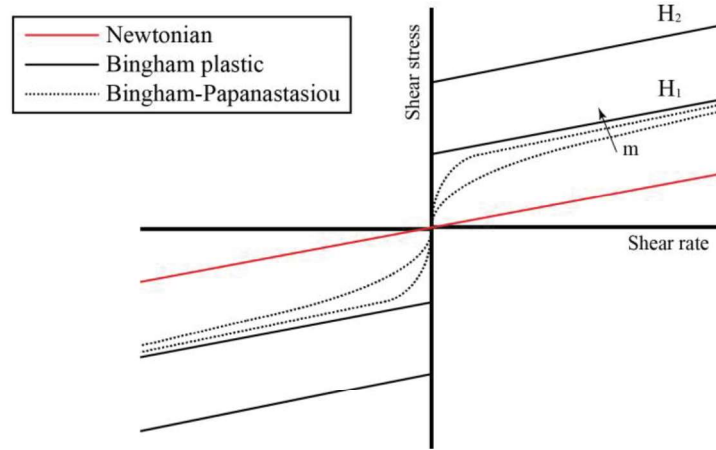 Newtonian
Bingham plastic
Bingham-Papanastasiou
Shear stress
H₂
H₁
m
Shear rate